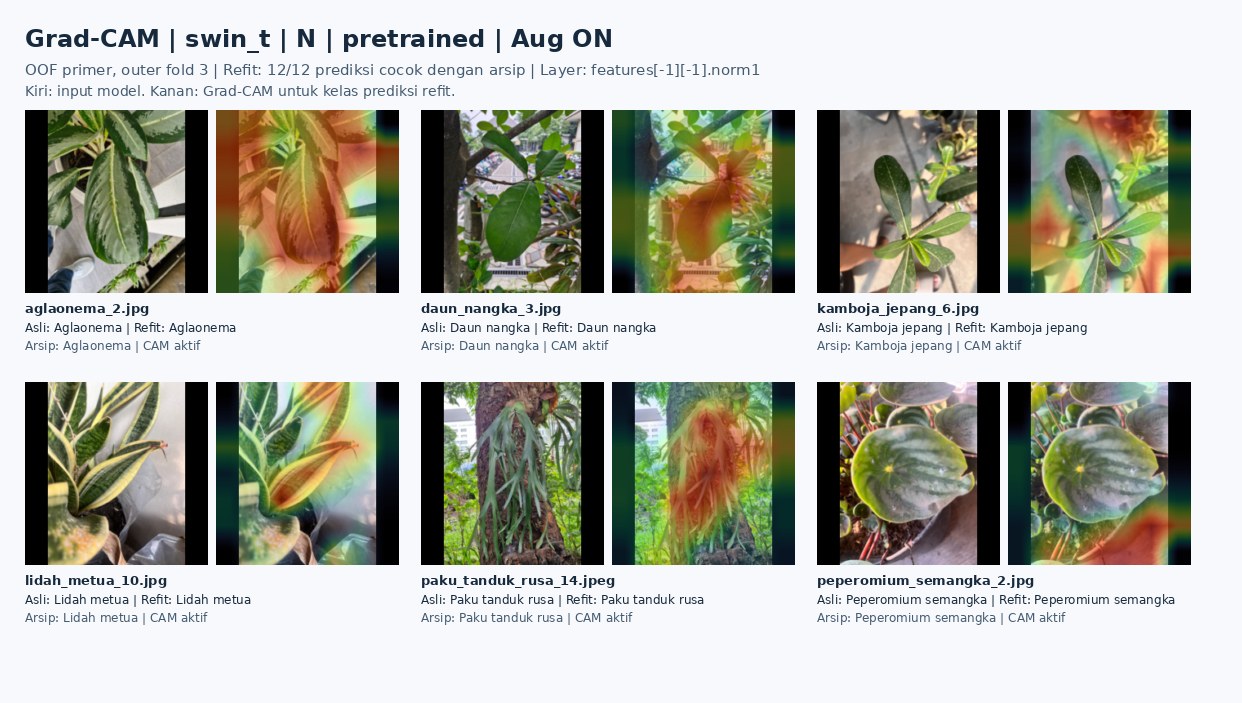 Grad-CAM | swin_t | N | pretrained | Aug ON
OOF primer, outer fold 3 | Refit: 12/12 prediksi cocok dengan arsip | Layer: features[-1][-1].norm1
Kiri: input model. Kanan: Grad-CAM untuk kelas prediksi refit.
aglaonema_2.jpg
Asli: Aglaonema | Refit: Aglaonema
Arsip: Aglaonema | CAM aktif
daun_nangka_3.jpg
Asli: Daun nangka | Refit: Daun nangka
Arsip: Daun nangka | CAM aktif
kamboja_jepang_6.jpg
Asli: Kamboja jepang | Refit: Kamboja jepang
Arsip: Kamboja jepang | CAM aktif
lidah_metua_10.jpg
Asli: Lidah metua | Refit: Lidah metua
Arsip: Lidah metua | CAM aktif
paku_tanduk_rusa_14.jpeg
Asli: Paku tanduk rusa | Refit: Paku tanduk rusa
Arsip: Paku tanduk rusa | CAM aktif
peperomium_semangka_2.jpg
Asli: Peperomium semangka | Refit: Peperomium semangka
Arsip: Peperomium semangka | CAM aktif